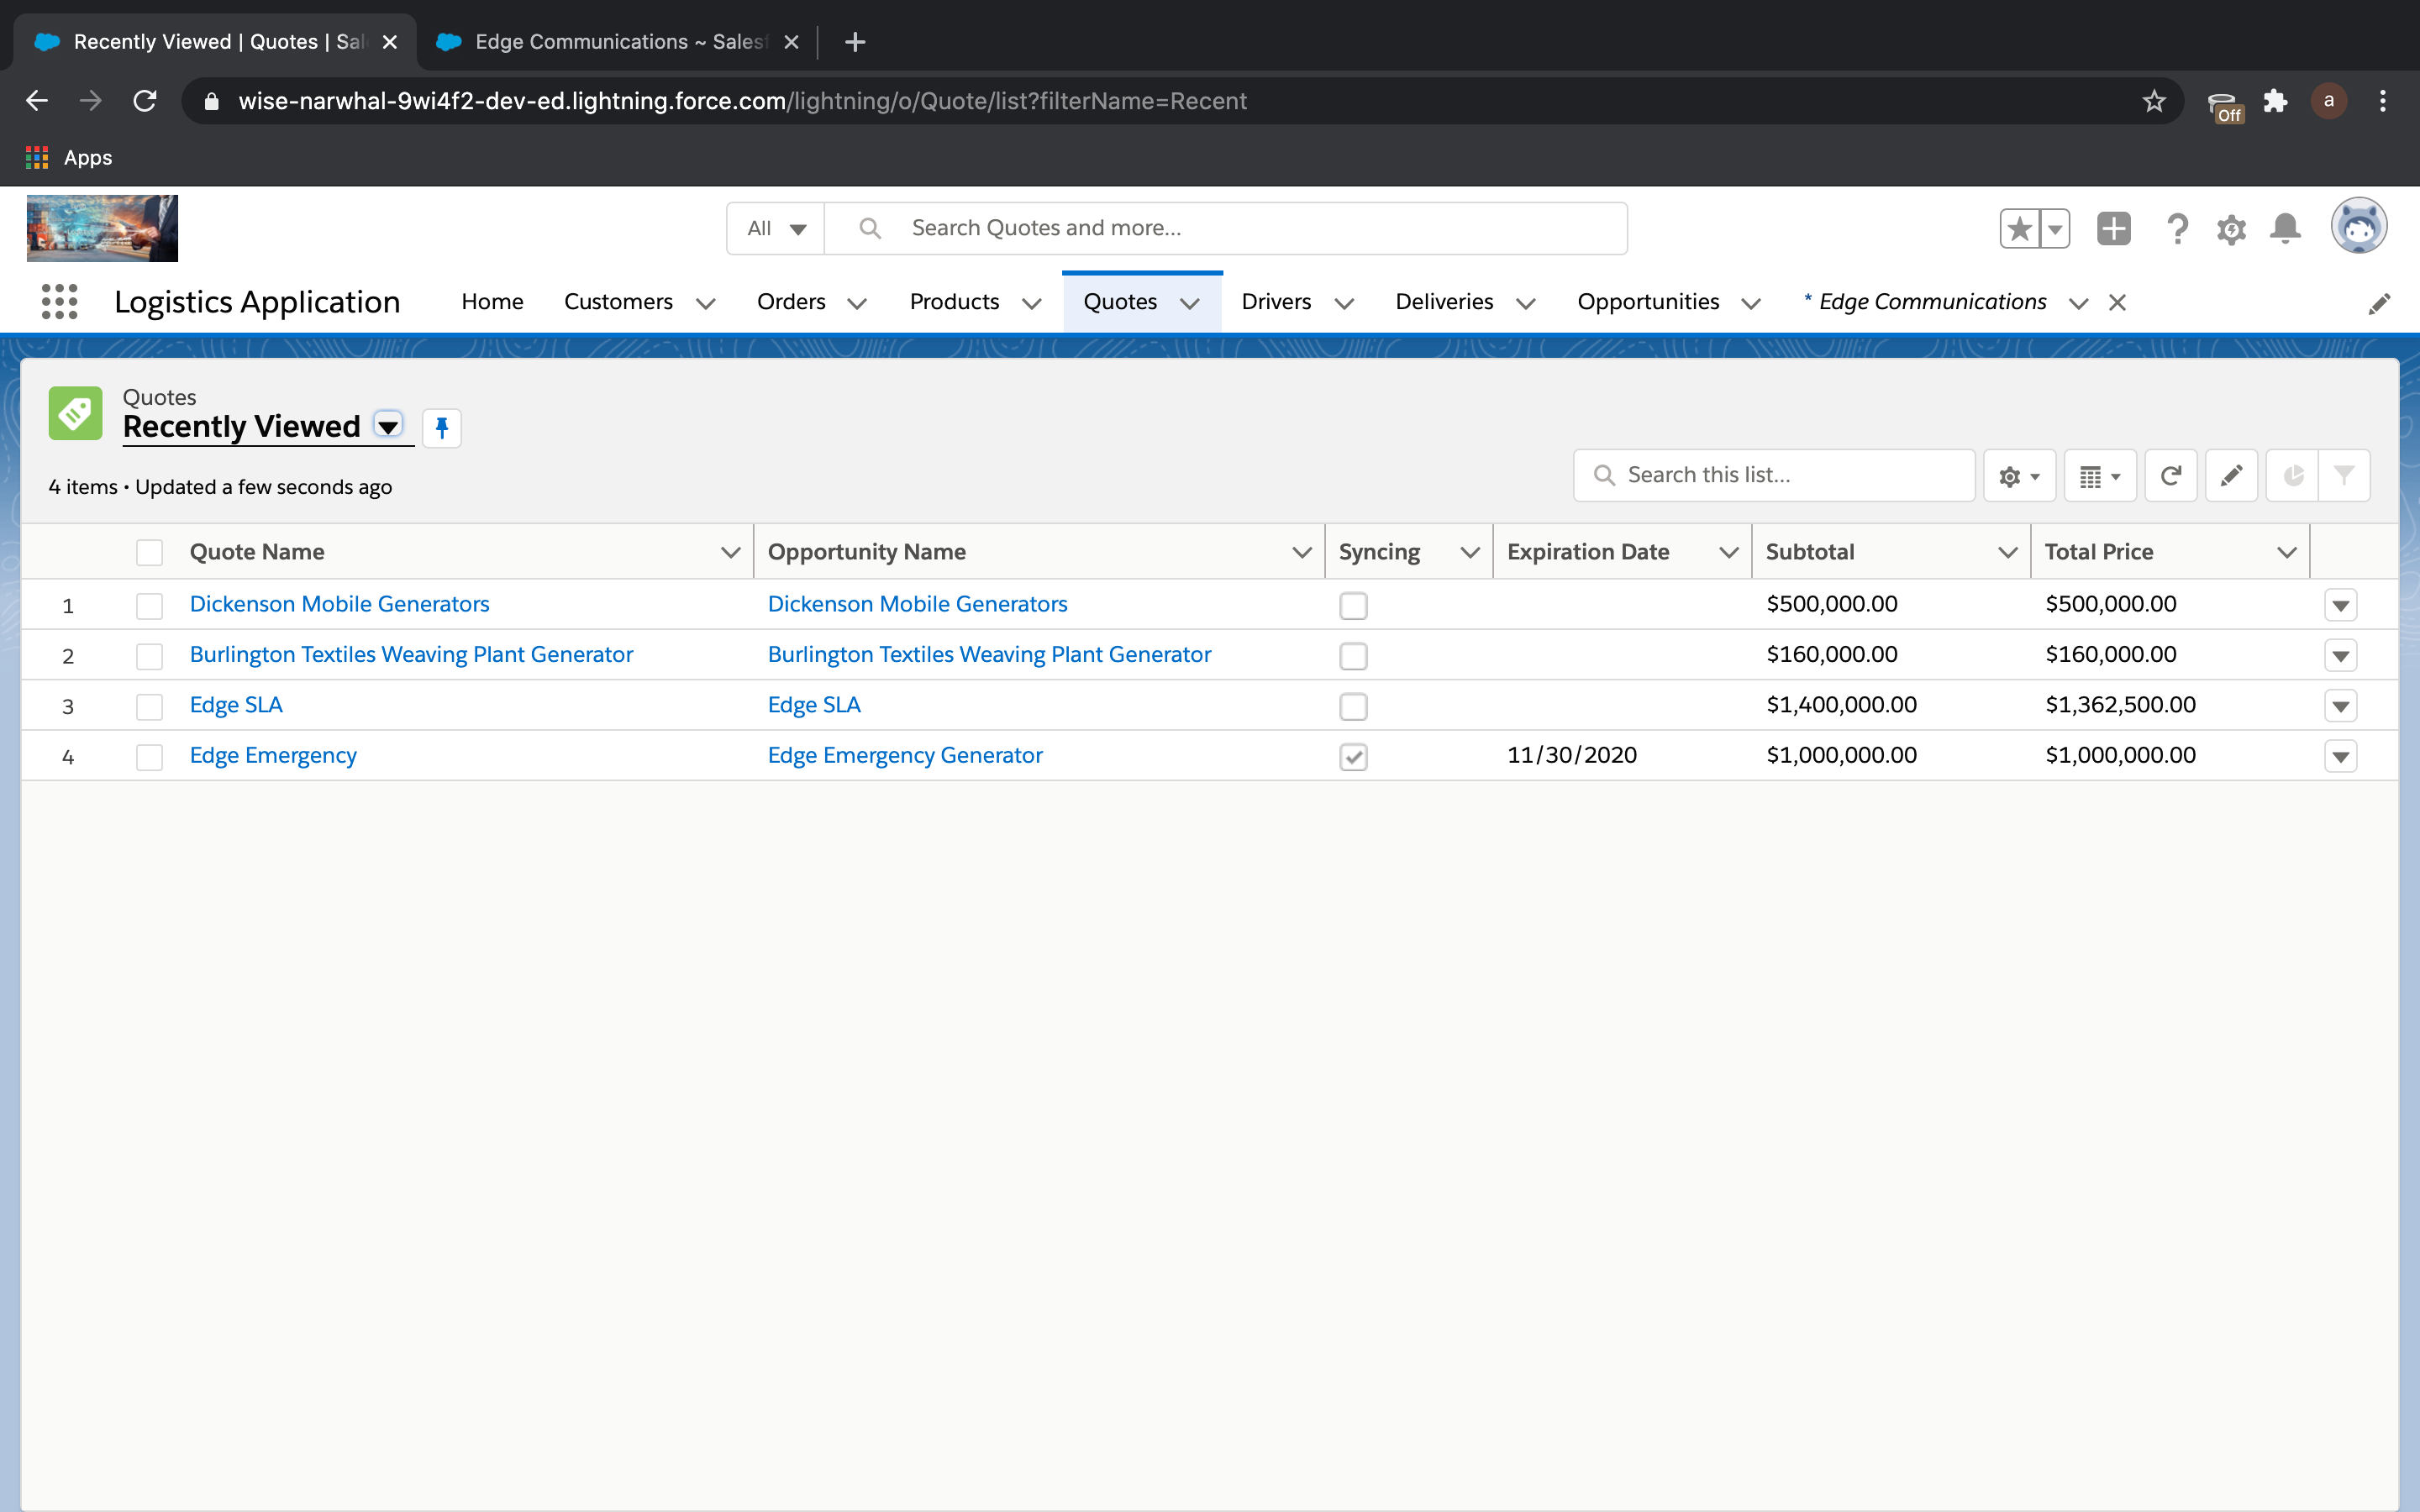 Recently Viewed | Quotes | Sal
Edge Communications ~ Salesf
wise-narwhal-9wi4f2-dev-ed.lightning.force.com/lightning/o/Quote/list?filterName=Recent
Off
a
Apps
All
Search Quotes and more...
Logistics Application
Home
Customers
Orders
Products
Quotes
Drivers
Deliveries
Opportunities
* Edge Communications
Quotes
Recently Viewed
4 items • Updated a few seconds ago
Search this list...
Quote Name Opportunity Name Syncing Expiration Date Subtotal Total Price
1 Dickenson Mobile Generators Dickenson Mobile Generators $500,000.00 $500,000.00
2 Burlington Textiles Weaving Plant Generator Burlington Textiles Weaving Plant Generator $160,000.00 $160,000.00
3 Edge SLA Edge SLA $1,400,000.00 $1,362,500.00
4 Edge Emergency Edge Emergency Generator 11/30/2020 $1,000,000.00 $1,000,000.00